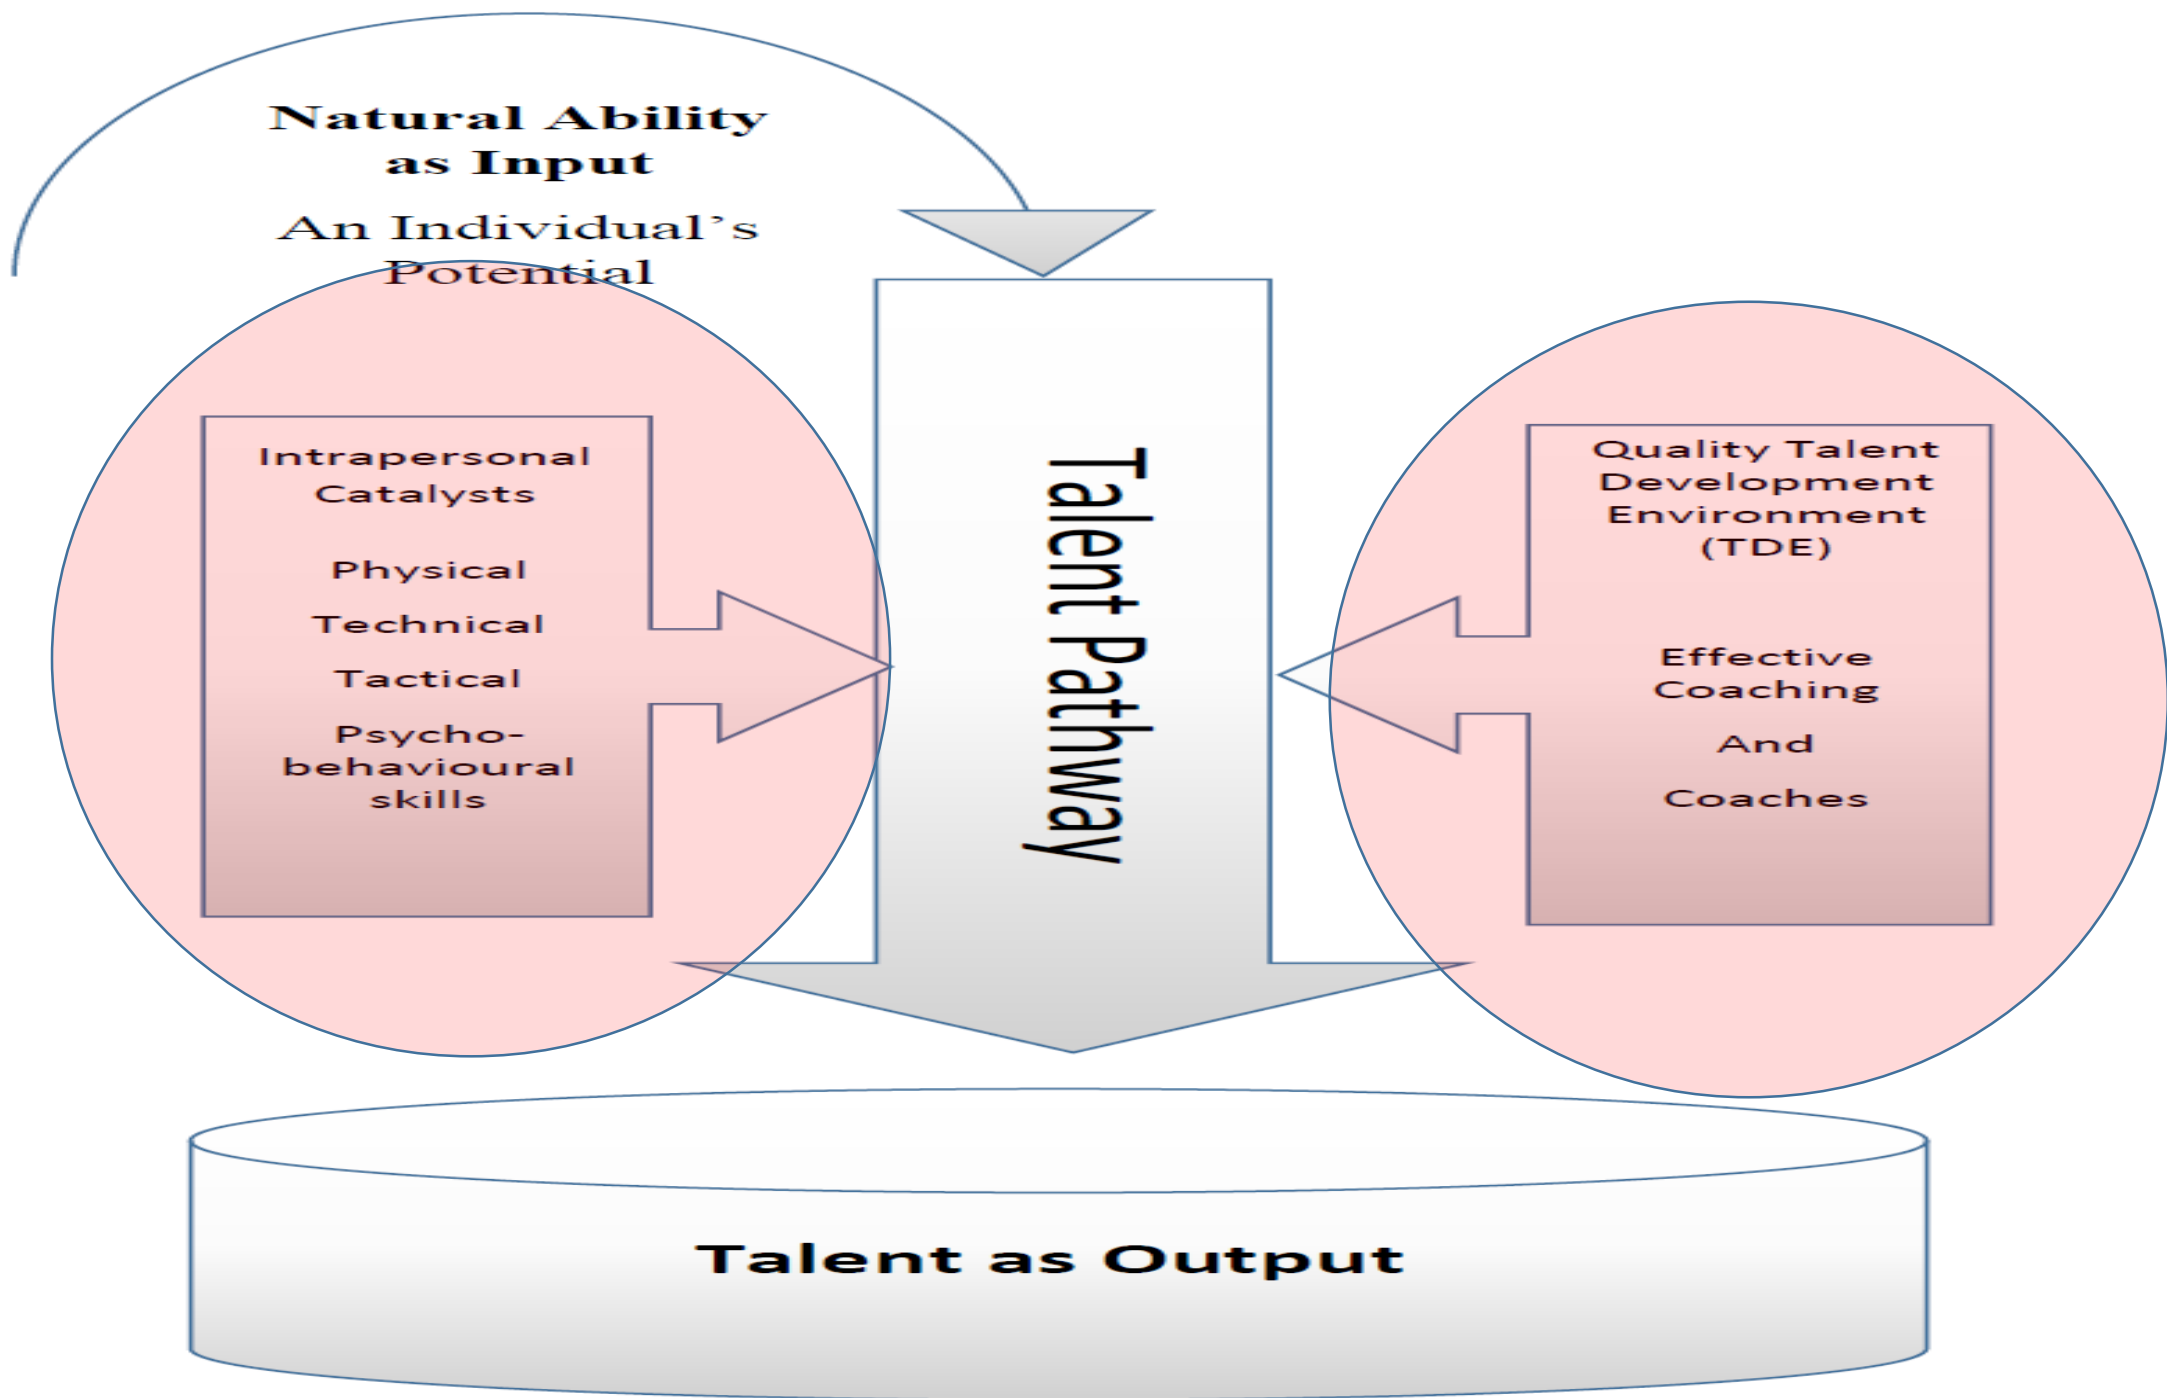 Natural Ability
as Input
An Individual’s
Potential
Intrapersonal
Catalysts
Physical
Technical
Tactical
Psycho-
behavioural
skills
Talent Pathway
Quality Talent
Development
Environment
(TDE)
Effective
Coaching
And
Coaches
Talent as Output